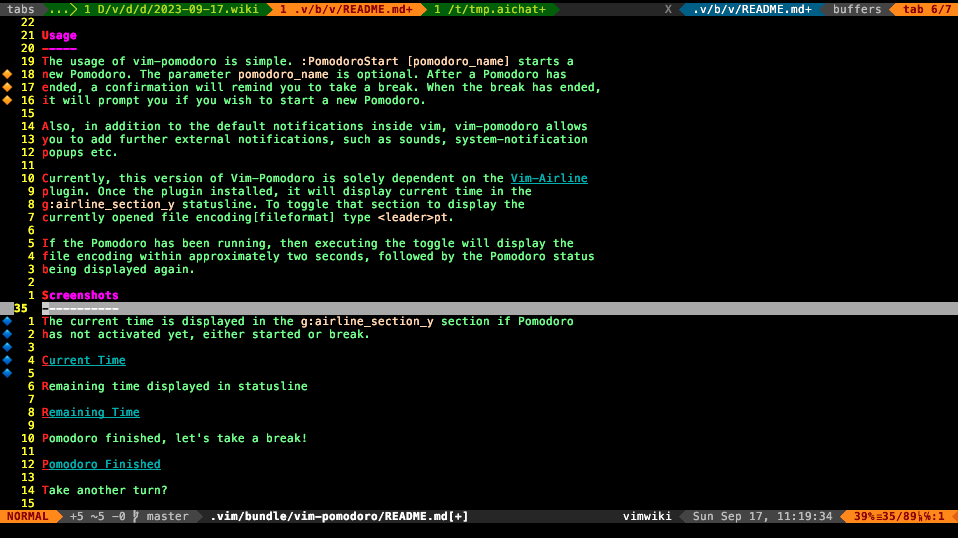 tabs ...> 1 D/v/d/d/2023-09-17.wiki 1 .v/b/v/README.md+ 1 /t/tmp.aichat+ X .v/b/v/README.md+ buffers tab 6/7
22
21 Usage
20 -----
19 The usage of vim-pomodoro is simple. :PomodoroStart [pomodoro_name] starts a
18 new Pomodoro. The parameter pomodoro_name is optional. After a Pomodoro has
17 ended, a confirmation will remind you to take a break. When the break has ended,
16 it will prompt you if you wish to start a new Pomodoro.
15
14 Also, in addition to the default notifications inside vim, vim-pomodoro allows
13 you to add further external notifications, such as sounds, system-notification
12 popups etc.
11
10 Currently, this version of Vim-Pomodoro is solely dependent on the Vim-Airline
9 plugin. Once the plugin installed, it will display current time in the
8 g:airline_section_y statusline. To toggle that section to display the
7 currently opened file encoding[fileformat] type <leader>pt.
6
5 If the Pomodoro has been running, then executing the toggle will display the
4 file encoding within approximately two seconds, followed by the Pomodoro status
3 being displayed again.
2
1 Screenshots
35 -----------
1 The current time is displayed in the g:airline_section_y section if Pomodoro
2 has not activated yet, either started or break.
3
4 Current Time
5
6 Remaining time displayed in statusline
7
8 Remaining Time
9
10 Pomodoro finished, let's take a break!
11
12 Pomodoro Finished
13
14 Take another turn?
15
NORMAL +5 ~5 -0 master .vim/bundle/vim-pomodoro/README.md[+] vimwiki Sun Sep 17, 11:19:34 39%≡35/89 :1